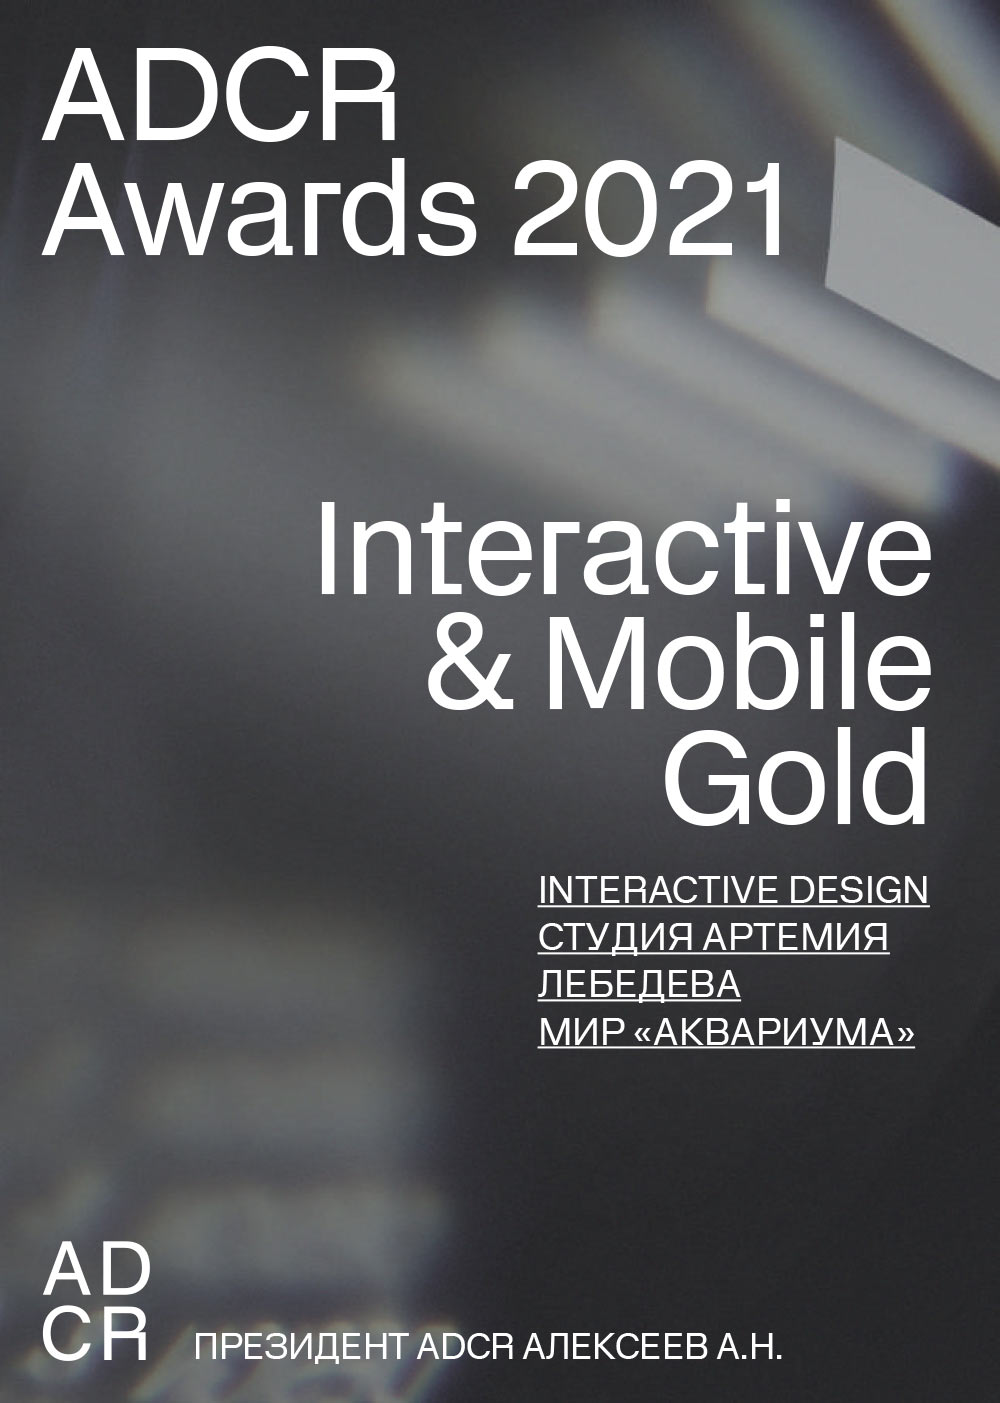 ADCR
Awards 2021
Interactive
& Mobile
Gold
INTERACTIVE DESIGN
СТУДИЯ АРТЕМИЯ
ЛЕБЕДЕВА
МИР «АКВАРИУМА»
AD
CR
ПРЕЗИДЕНТ ADCR АЛЕКСЕЕВ А.Н.